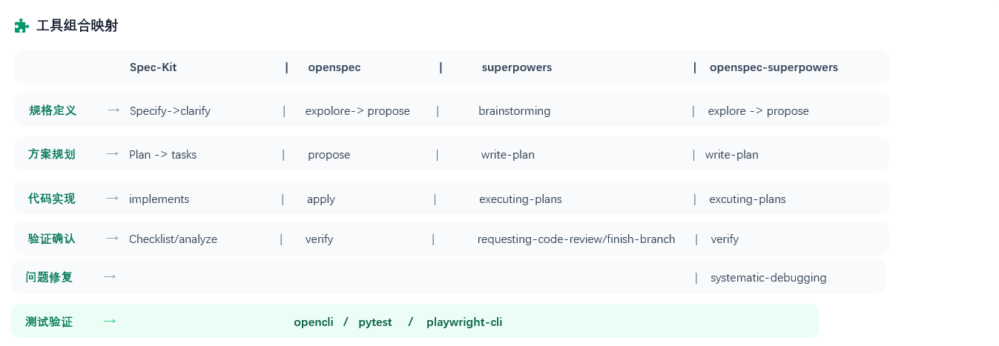 工具组合映射
Spec-Kit | openspec | superpowers | openspec-superpowers
规格定义 → Specify->clarify | expolore-> propose | brainstorming | explore -> propose
方案规划 → Plan -> tasks | propose | write-plan | write-plan
代码实现 → implements | apply | executing-plans | excuting-plans
验证确认 → Checklist/analyze | verify | requesting-code-review/finish-branch | verify
问题修复 → | systematic-debugging
测试验证 → opencli / pytest / playwright-cli